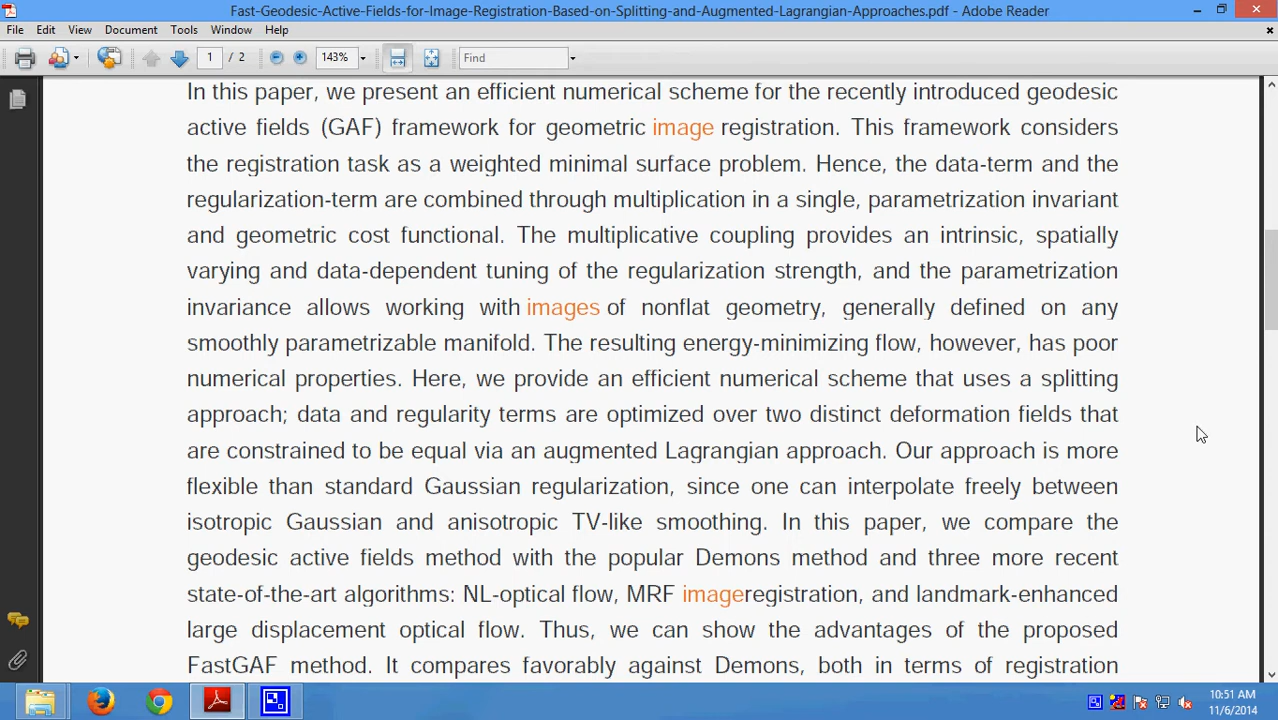 Fast-Geodesic-Active-Fields-for-Image-Registration-Based-on-Splitting-and-Augmented-Lagrangian-Approaches.pdf - Adobe Reader
File Edit View Document Tools Window Help
1 / 2 143% Find
In this paper, we present an efficient numerical scheme for the recently introduced geodesic
active fields (GAF) framework for geometric image registration. This framework considers
the registration task as a weighted minimal surface problem. Hence, the data-term and the
regularization-term are combined through multiplication in a single, parametrization invariant
and geometric cost functional. The multiplicative coupling provides an intrinsic, spatially
varying and data-dependent tuning of the regularization strength, and the parametrization
invariance allows working with images of nonflat geometry, generally defined on any
smoothly parametrizable manifold. The resulting energy-minimizing flow, however, has poor
numerical properties. Here, we provide an efficient numerical scheme that uses a splitting
approach; data and regularity terms are optimized over two distinct deformation fields that
are constrained to be equal via an augmented Lagrangian approach. Our approach is more
flexible than standard Gaussian regularization, since one can interpolate freely between
isotropic Gaussian and anisotropic TV-like smoothing. In this paper, we compare the
geodesic active fields method with the popular Demons method and three more recent
state-of-the-art algorithms: NL-optical flow, MRF imageregistration, and landmark-enhanced
large displacement optical flow. Thus, we can show the advantages of the proposed
FastGAF method. It compares favorably against Demons, both in terms of registration
10:51 AM
11/6/2014